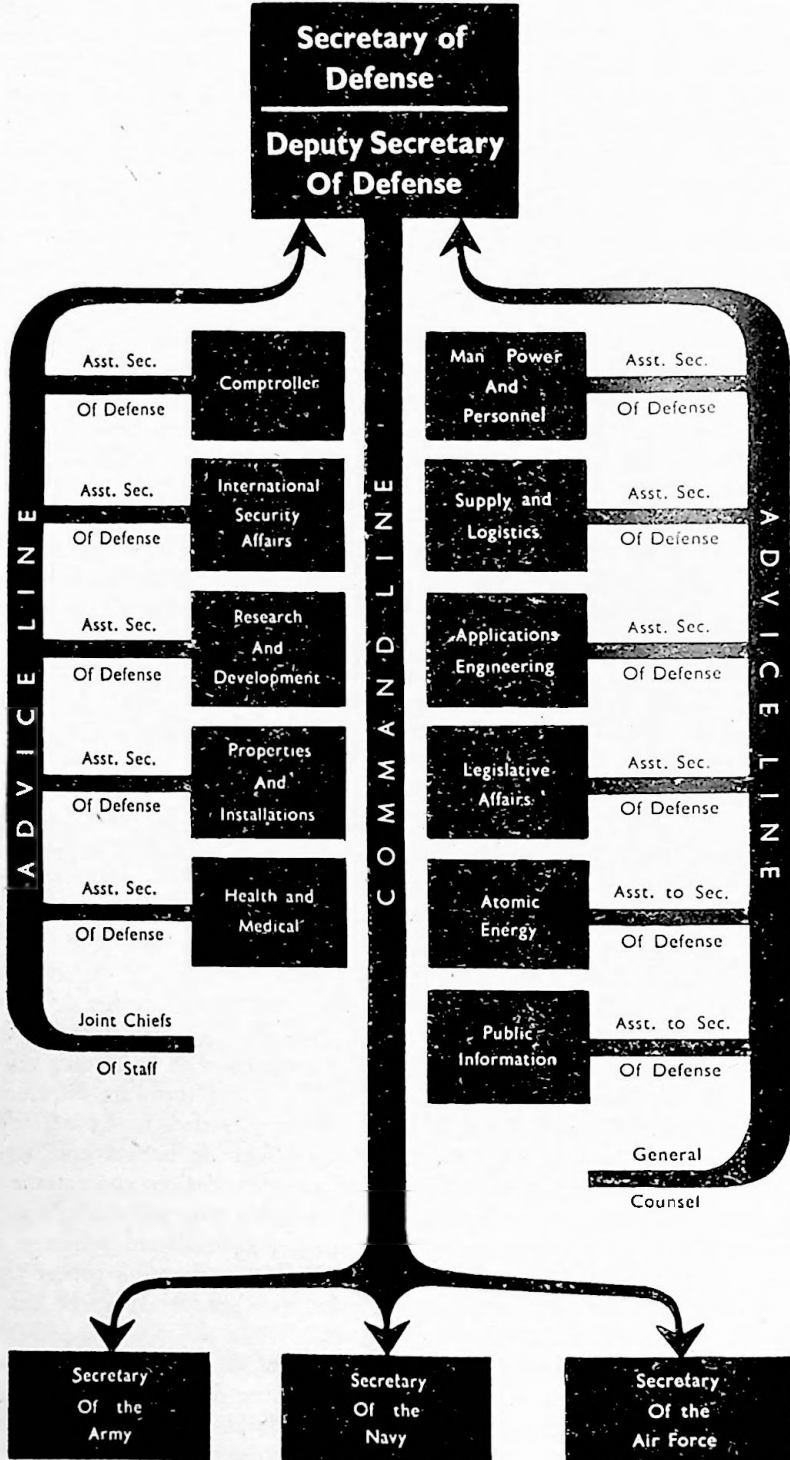 Secretary of
Defense
Deputy Secretary
Of Defense
ADVICE LINE
Asst. Sec.
Of Defense
Comptroller
Asst. Sec.
Of Defense
International
Security
Affairs
Asst. Sec.
Of Defense
Research
And
Development
Asst. Sec.
Of Defense
Properties
And
Installations
Asst. Sec.
Of Defense
Health and
Medical
Joint Chiefs
Of Staff
COMMAND LINE
Man Power
And
Personnel
Asst. Sec.
Of Defense
Supply and
Logistics
Asst. Sec.
Of Defense
Applications
Engineering
Asst. Sec.
Of Defense
Legislative
Affairs
Asst. Sec.
Of Defense
Atomic
Energy
Asst. to Sec.
Of Defense
Public
Information
Asst. to Sec.
Of Defense
General
Counsel
ADVICE LINE
Secretary
Of the
Army
Secretary
Of the
Navy
Secretary
Of the
Air Force